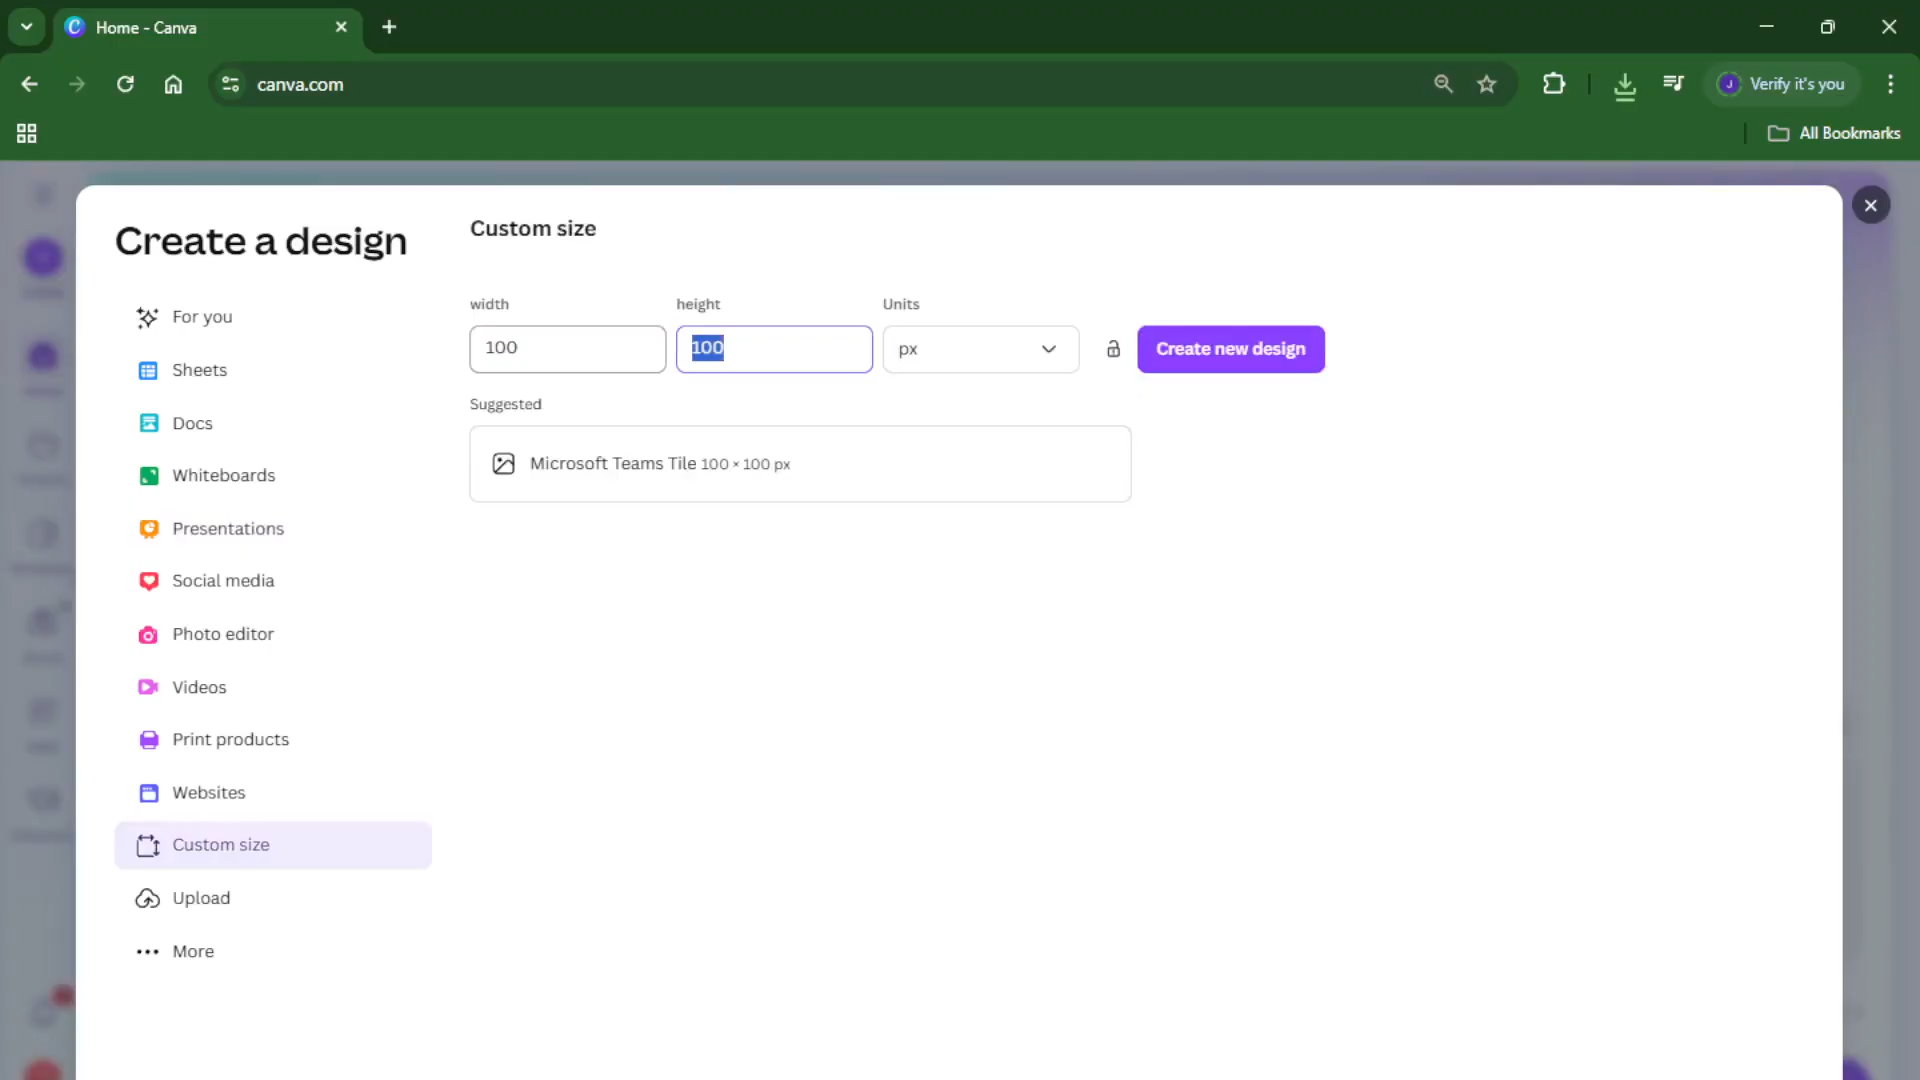 Home - Canva
canva.com
J
Verify it's you
All Bookmarks
Create a design
Custom size
For you
Sheets
Docs
Whiteboards
Presentations
Social media
Photo editor
Videos
Print products
Websites
Custom size
Upload
More
width
height
Units
100
100
px
Create new design
Suggested
Microsoft Teams Tile 100 × 100 px